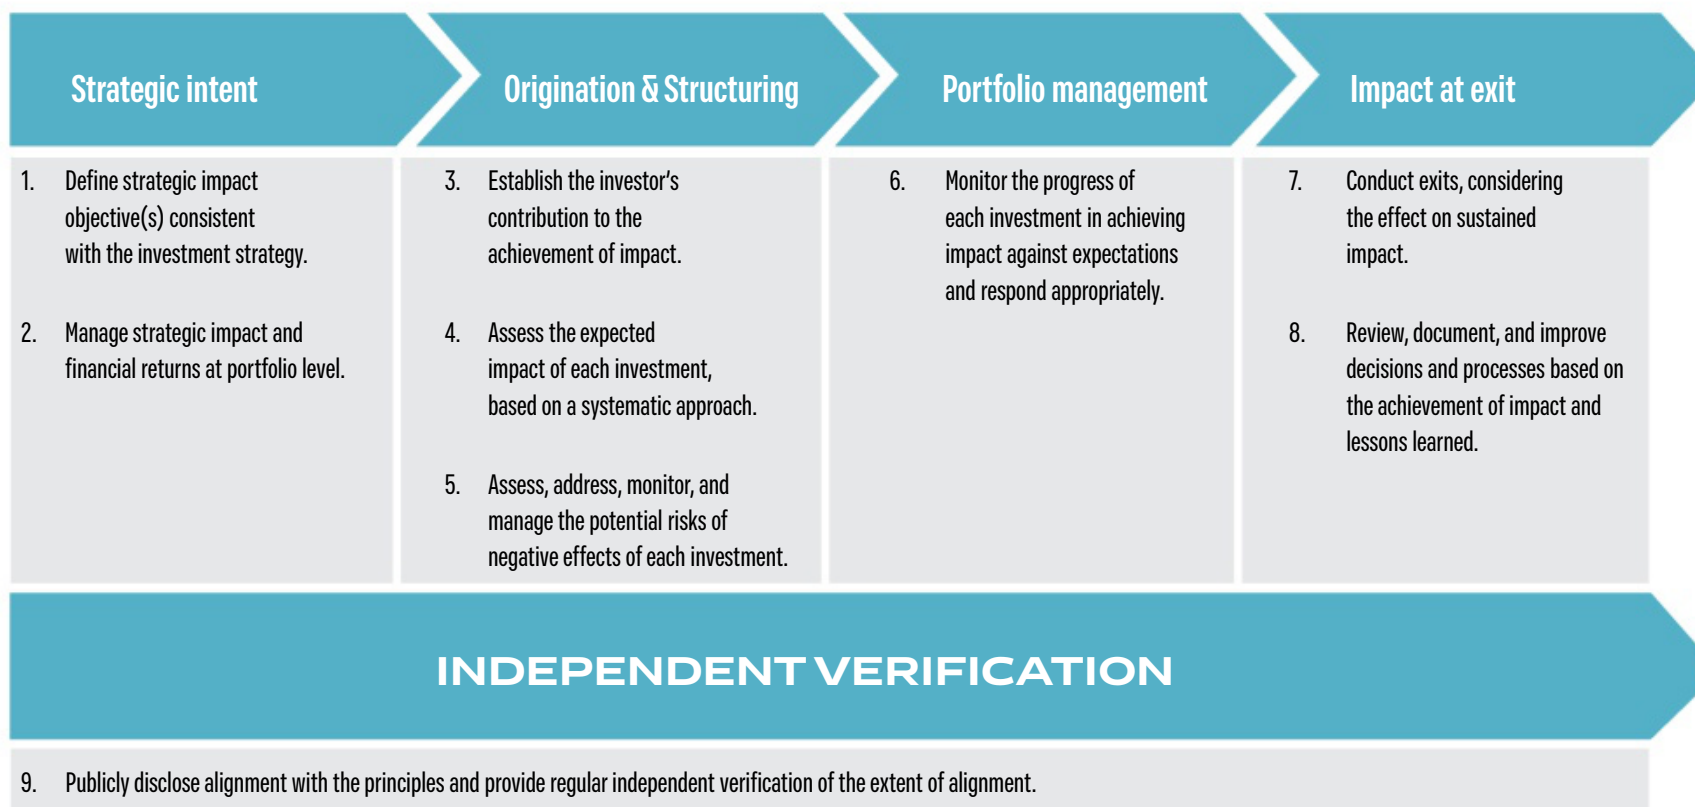 Strategic intent
Origination & Structuring
Portfolio management
Impact at exit
1. Define strategic impact
objective(s) consistent
with the investment strategy.
2. Manage strategic impact and
financial returns at portfolio level.
3. Establish the investor's
contribution to the
achievement of impact.
4. Assess the expected
impact of each investment,
based on a systematic approach.
5. Assess, address, monitor, and
manage the potential risks of
negative effects of each investment.
6. Monitor the progress of
each investment in achieving
impact against expectations
and respond appropriately.
7. Conduct exits, considering
the effect on sustained
impact.
8. Review, document, and improve
decisions and processes based on
the achievement of impact and
lessons learned.
INDEPENDENT VERIFICATION
9. Publicly disclose alignment with the principles and provide regular independent verification of the extent of alignment.